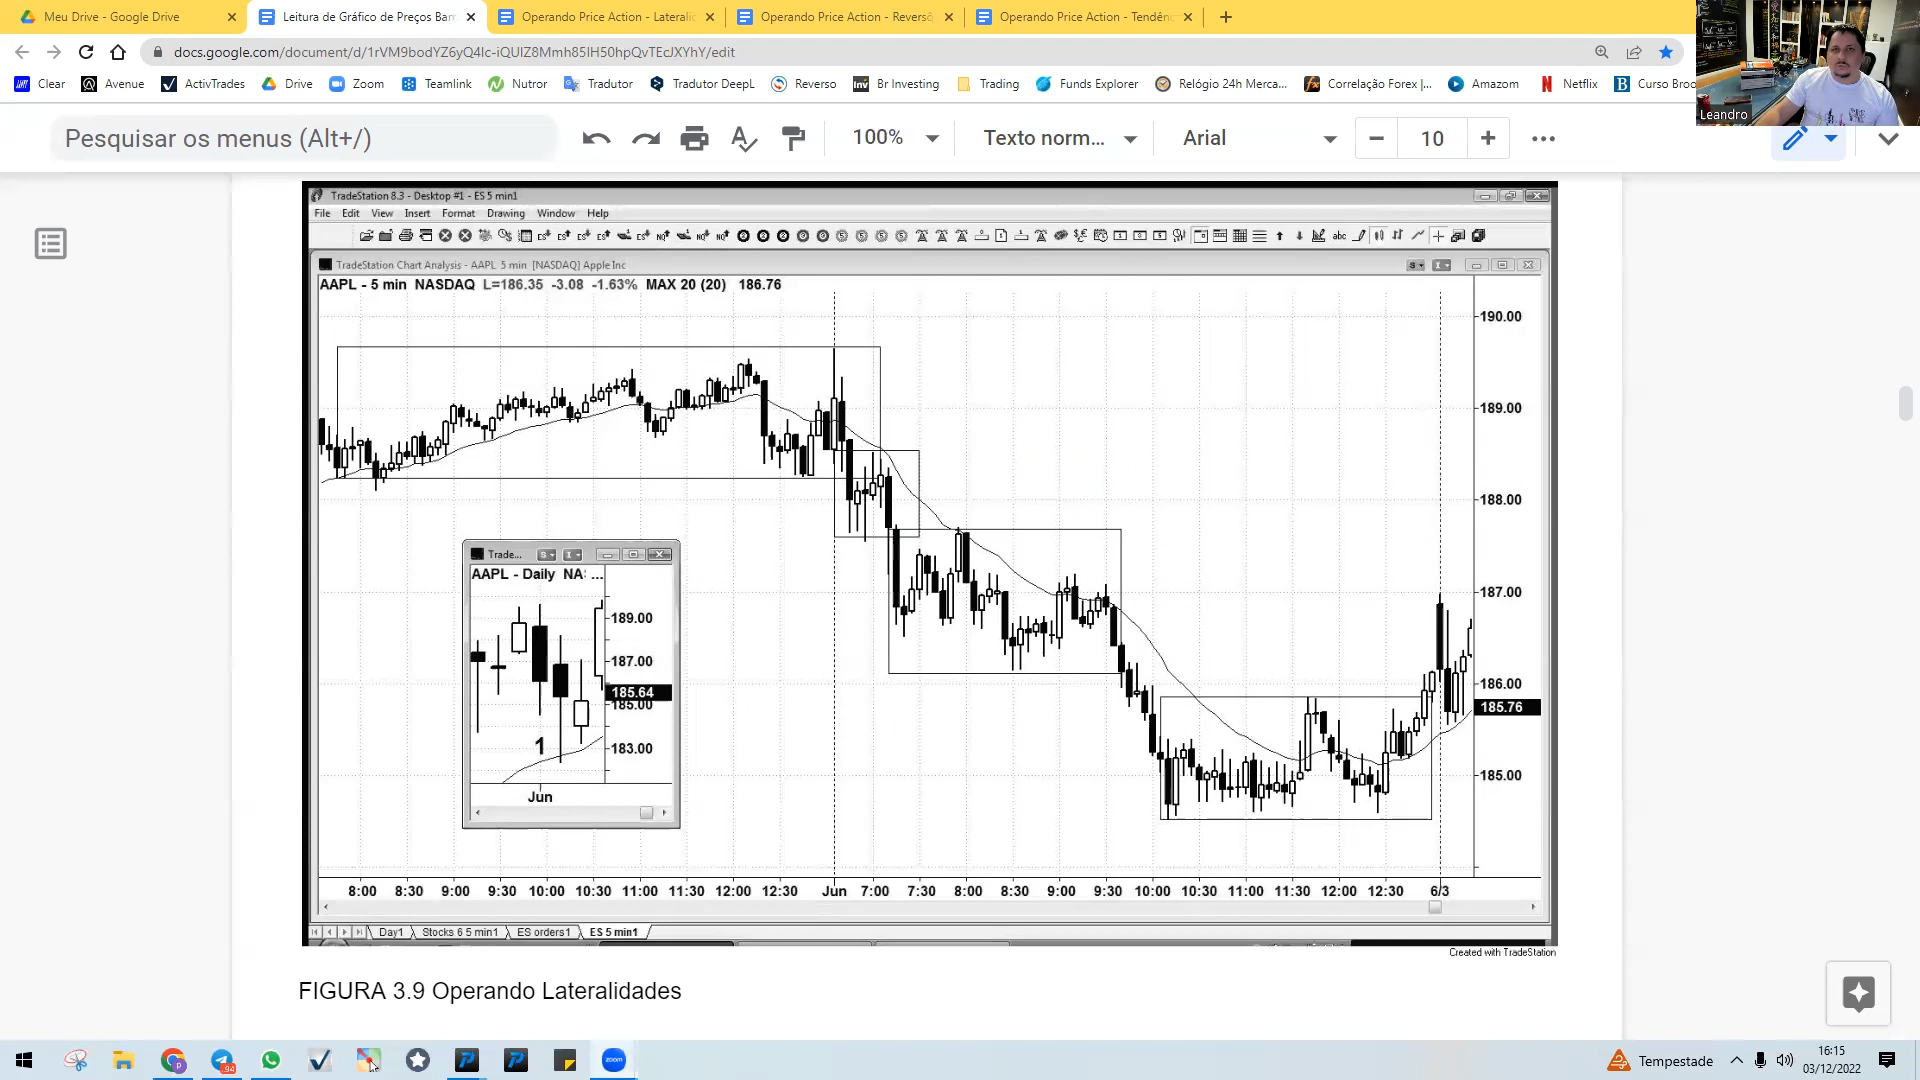 Meu Drive - Google Drive
Leitura de Gráfico de Preços Bar
Operando Price Action - Lateralid
Operando Price Action - Reversõ
Operando Price Action - Tendênc
docs.google.com/document/d/1rVM9bodYZ6yQ4lc-iQUIZ8Mmh85lH50hpQvTEcJXYhY/edit
Clear
Avenue
ActivTrades
Drive
Zoom
Teamlink
Nutror
Tradutor
Tradutor DeepL
Reverso
Br Investing
Trading
Funds Explorer
Relógio 24h Merca...
Correlação Forex |...
Amazom
Netflix
Curso Broo
Leandro
Pesquisar os menus (Alt+/)
100%
Texto norm...
Arial
10
TradeStation 8.3 - Desktop #1 - ES 5 min1
File Edit View Insert Format Drawing Window Help
TradeStation Chart Analysis - AAPL 5 min [NASDAQ] Apple Inc
AAPL - 5 min NASDAQ L=186.35 -3.08 -1.63% MAX 20 (20) 186.76
190.00
189.00
188.00
187.00
186.00
185.76
185.00
Trade...
AAPL - Daily NA: ...
189.00
187.00
185.64
185.00
183.00
1
Jun
8:00 8:30 9:00 9:30 10:00 10:30 11:00 11:30 12:00 12:30 Jun 7:00 7:30 8:00 8:30 9:00 9:30 10:00 10:30 11:00 11:30 12:00 12:30 6/3
Day1 Stocks 6 5 min1 ES orders1 ES 5 min1
Created with TradeStation
FIGURA 3.9 Operando Lateralidades
94
zoom
Tempestade
16:15
03/12/2022